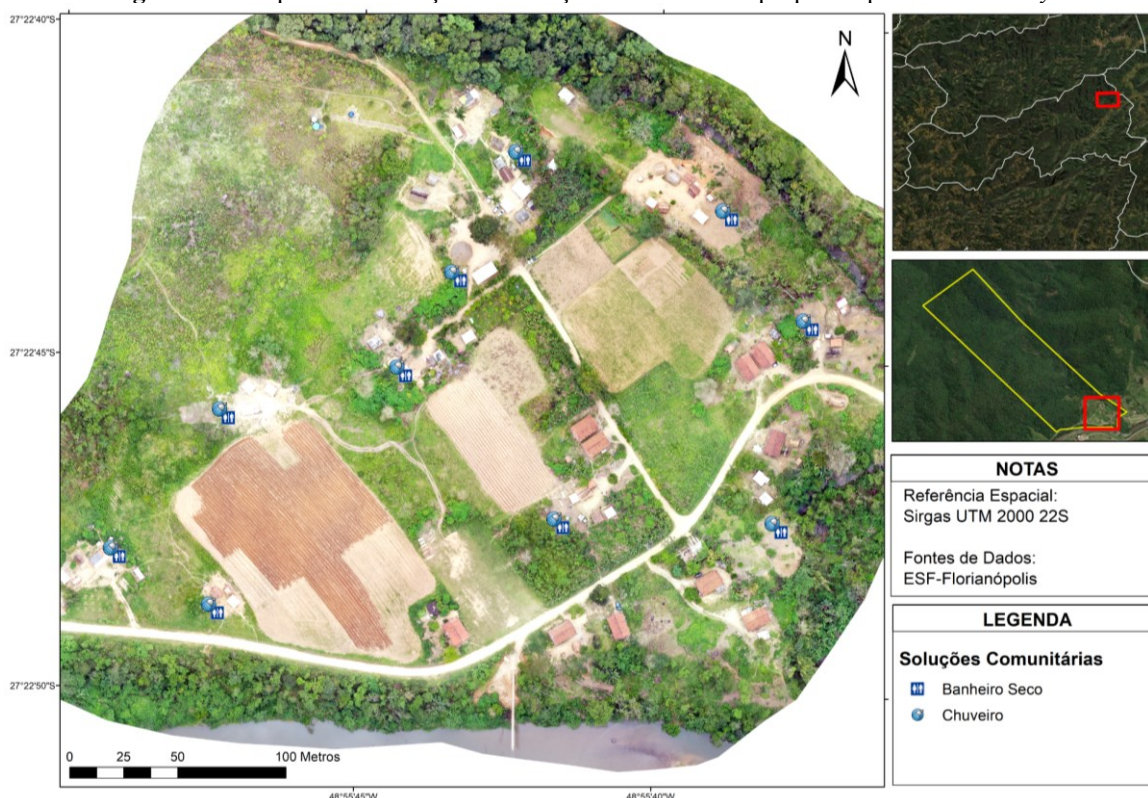 27°22'40"S
N
27°22'45"S
27°22'50"S
0 25 50 100 Metros
48°55'45"W 48°55'40"W
NOTAS
Referência Espacial:
Sirgas UTM 2000 22S
Fontes de Dados:
ESF-Florianópolis
LEGENDA
Soluções Comunitárias
Banheiro Seco
Chuveiro